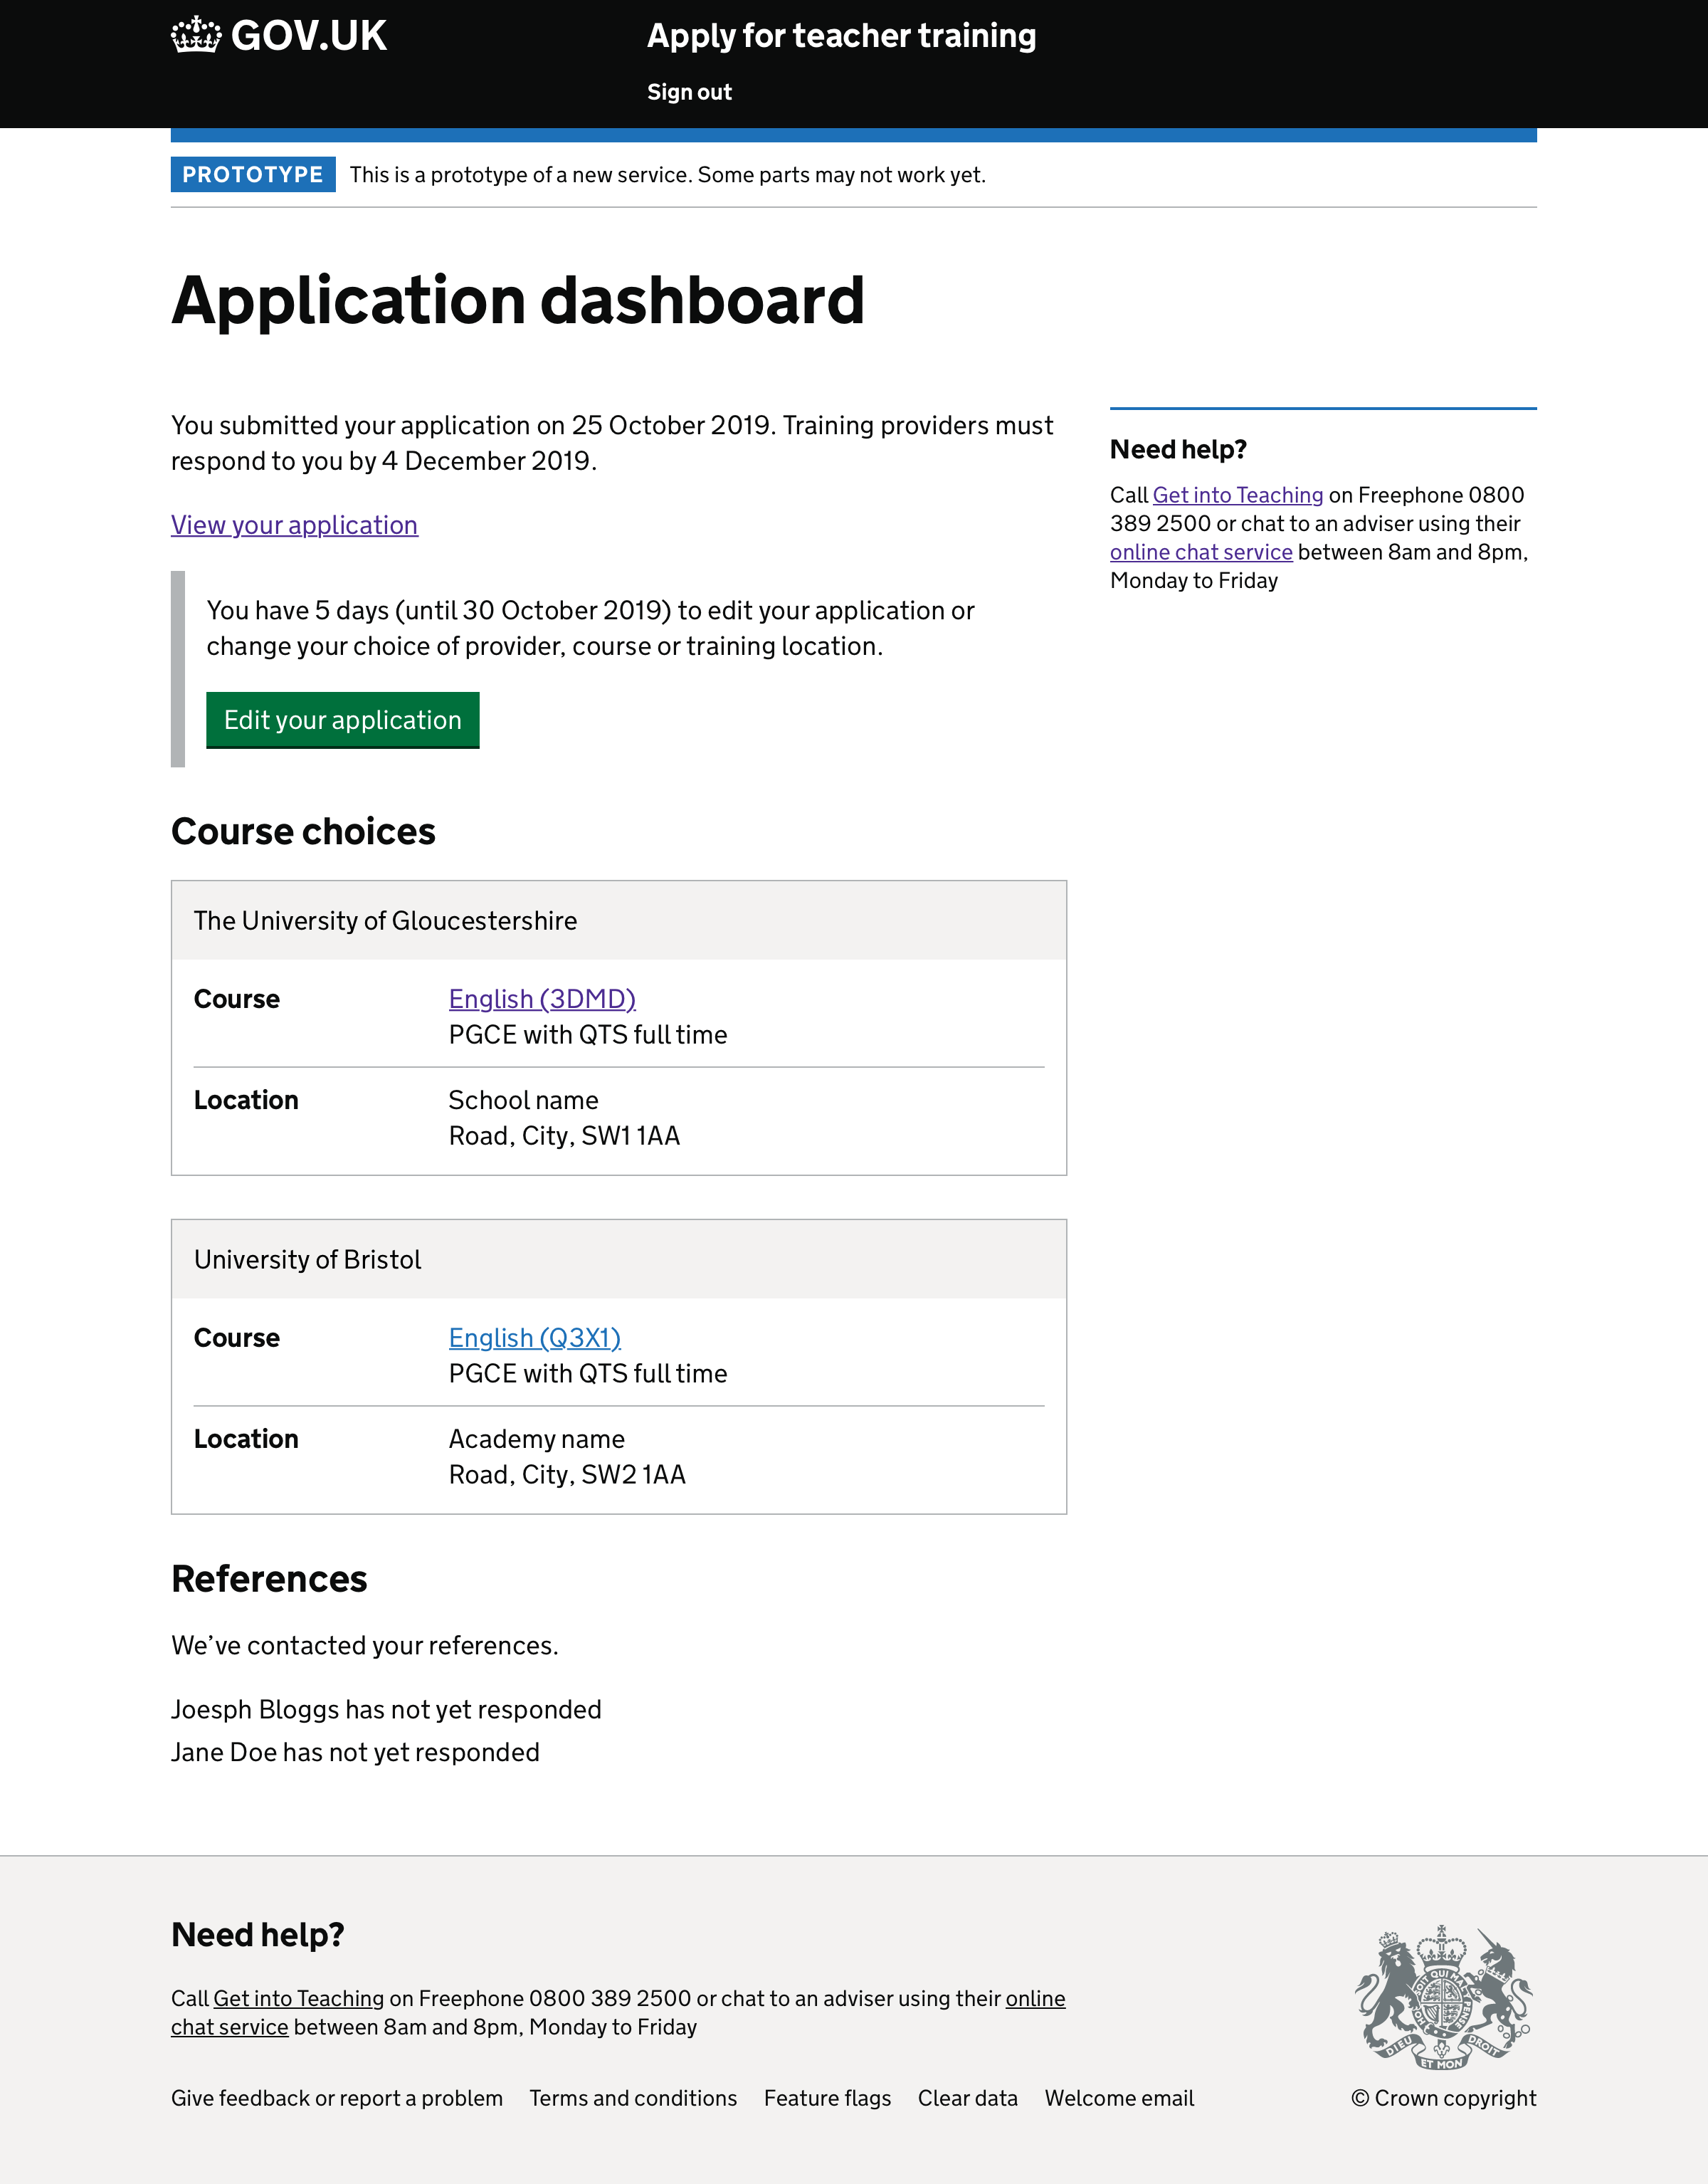 GOV.UK
Apply for teacher training
Sign out
PROTOTYPE
This is a prototype of a new service. Some parts may not work yet.
Application dashboard
You submitted your application on 25 October 2019. Training providers must
respond to you by 4 December 2019.
View your application
You have 5 days (until 30 October 2019) to edit your application or
change your choice of provider, course or training location.
Edit your application
Need help?
Call Get into Teaching on Freephone 0800
389 2500 or chat to an adviser using their
online chat service between 8am and 8pm,
Monday to Friday
Course choices
The University of Gloucestershire
Course
English (3DMD)
PGCE with QTS full time
Location
School name
Road, City, SW1 1AA
University of Bristol
Course
English (Q3X1)
PGCE with QTS full time
Location
Academy name
Road, City, SW2 1AA
References
We’ve contacted your references.
Joesph Bloggs has not yet responded
Jane Doe has not yet responded
Need help?
Call Get into Teaching on Freephone 0800 389 2500 or chat to an adviser using their online
chat service between 8am and 8pm, Monday to Friday
Give feedback or report a problem
Terms and conditions
Feature flags
Clear data
Welcome email
DIEU ET MON DROIT
© Crown copyright